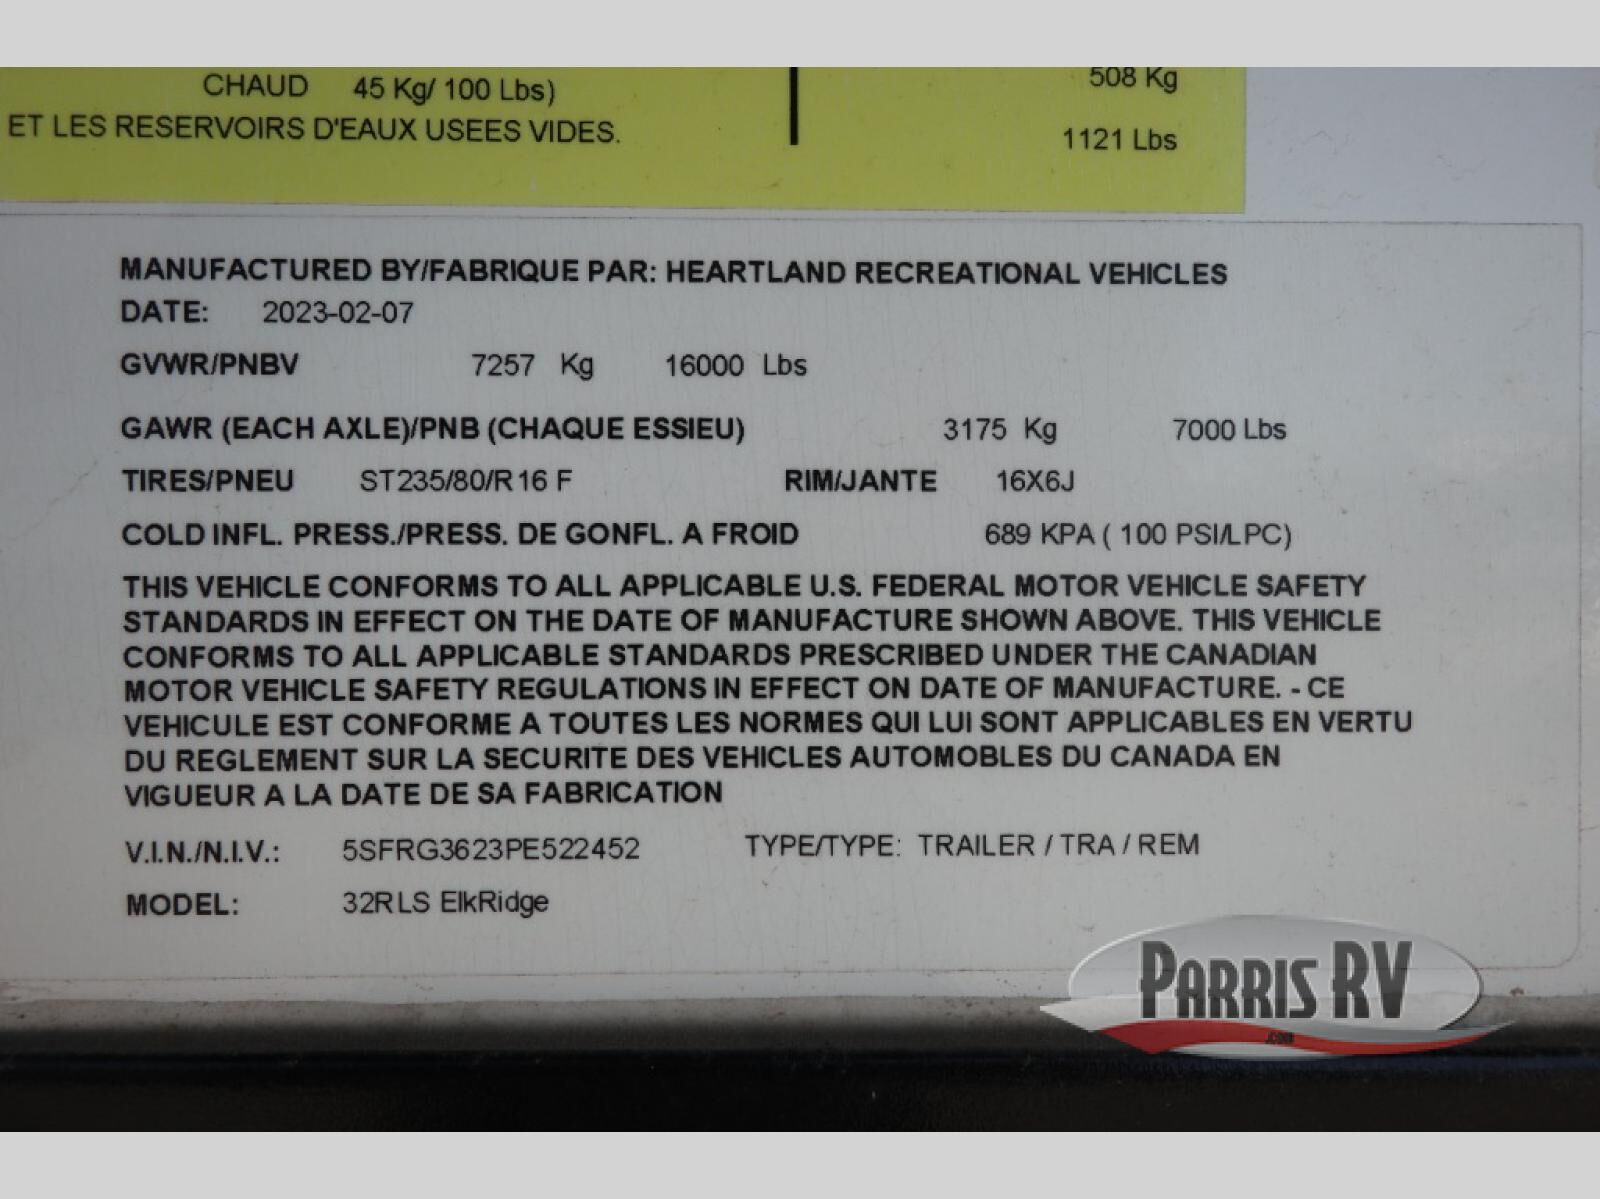 CHAUD 45 Kg/ 100 Lbs)
508 Kg
ET LES RESERVOIRS D'EAUX USEES VIDES.
1121 Lbs
MANUFACTURED BY/FABRIQUE PAR: HEARTLAND RECREATIONAL VEHICLES
DATE: 2023-02-07
GVWR/PNBV 7257 Kg 16000 Lbs
GAWR (EACH AXLE)/PNB (CHAQUE ESSIEU) 3175 Kg 7000 Lbs
TIRES/PNEU ST235/80/R16 F RIM/JANTE 16X6J
COLD INFL. PRESS./PRESS. DE GONFL. A FROID 689 KPA ( 100 PSI/LPC)
THIS VEHICLE CONFORMS TO ALL APPLICABLE U.S. FEDERAL MOTOR VEHICLE SAFETY
STANDARDS IN EFFECT ON THE DATE OF MANUFACTURE SHOWN ABOVE. THIS VEHICLE
CONFORMS TO ALL APPLICABLE STANDARDS PRESCRIBED UNDER THE CANADIAN
MOTOR VEHICLE SAFETY REGULATIONS IN EFFECT ON DATE OF MANUFACTURE. - CE
VEHICULE EST CONFORME A TOUTES LES NORMES QUI LUI SONT APPLICABLES EN VERTU
DU REGLEMENT SUR LA SECURITE DES VEHICLES AUTOMOBLES DU CANADA EN
VIGUEUR A LA DATE DE SA FABRICATION
V.I.N./N.I.V.: 5SFRG3623PE522452 TYPE/TYPE: TRAILER / TRA / REM
MODEL: 32RLS ElkRidge
PARRIS RV
.COM